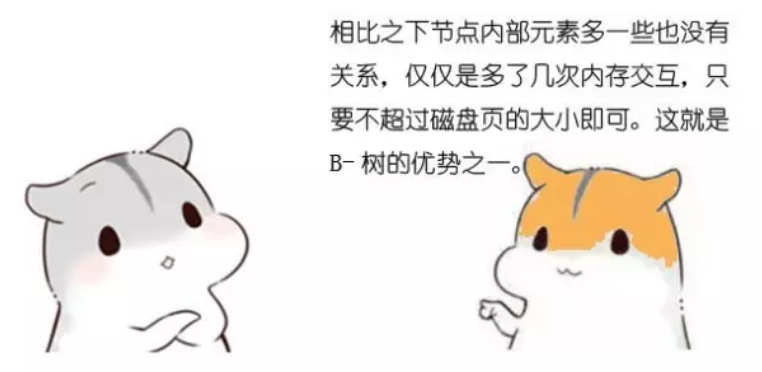 相比之下节点内部元素多一些也没有
关系，仅仅是多了几次内存交互，只
要不超过磁盘页的大小即可。这就是
B-树的优势之一。